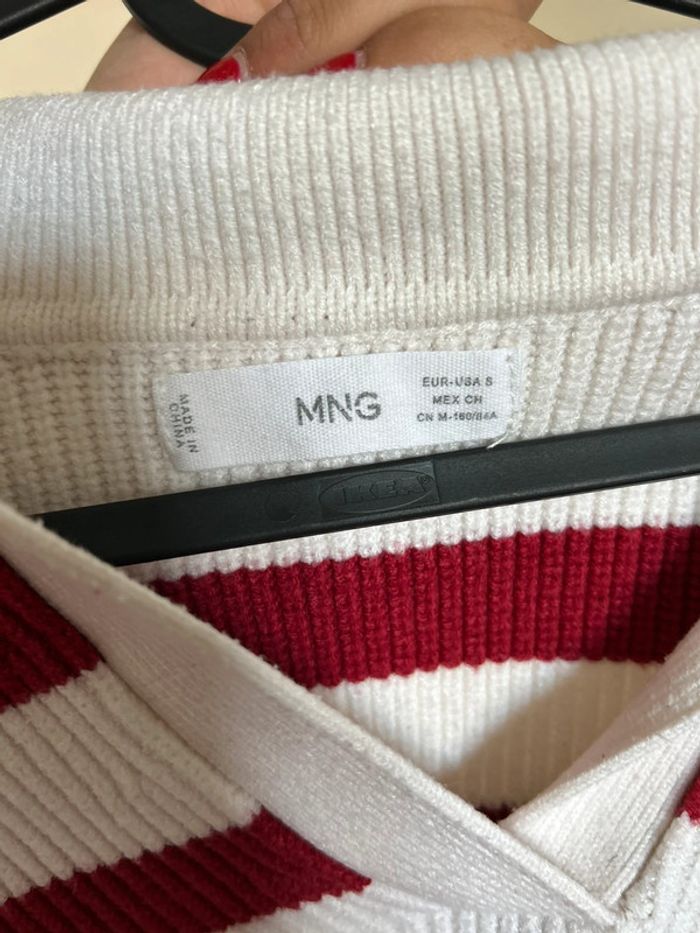 MADE IN
CHINA
MNG
EUR-USA S
MEX CH
CN M-160/84A
IKEA